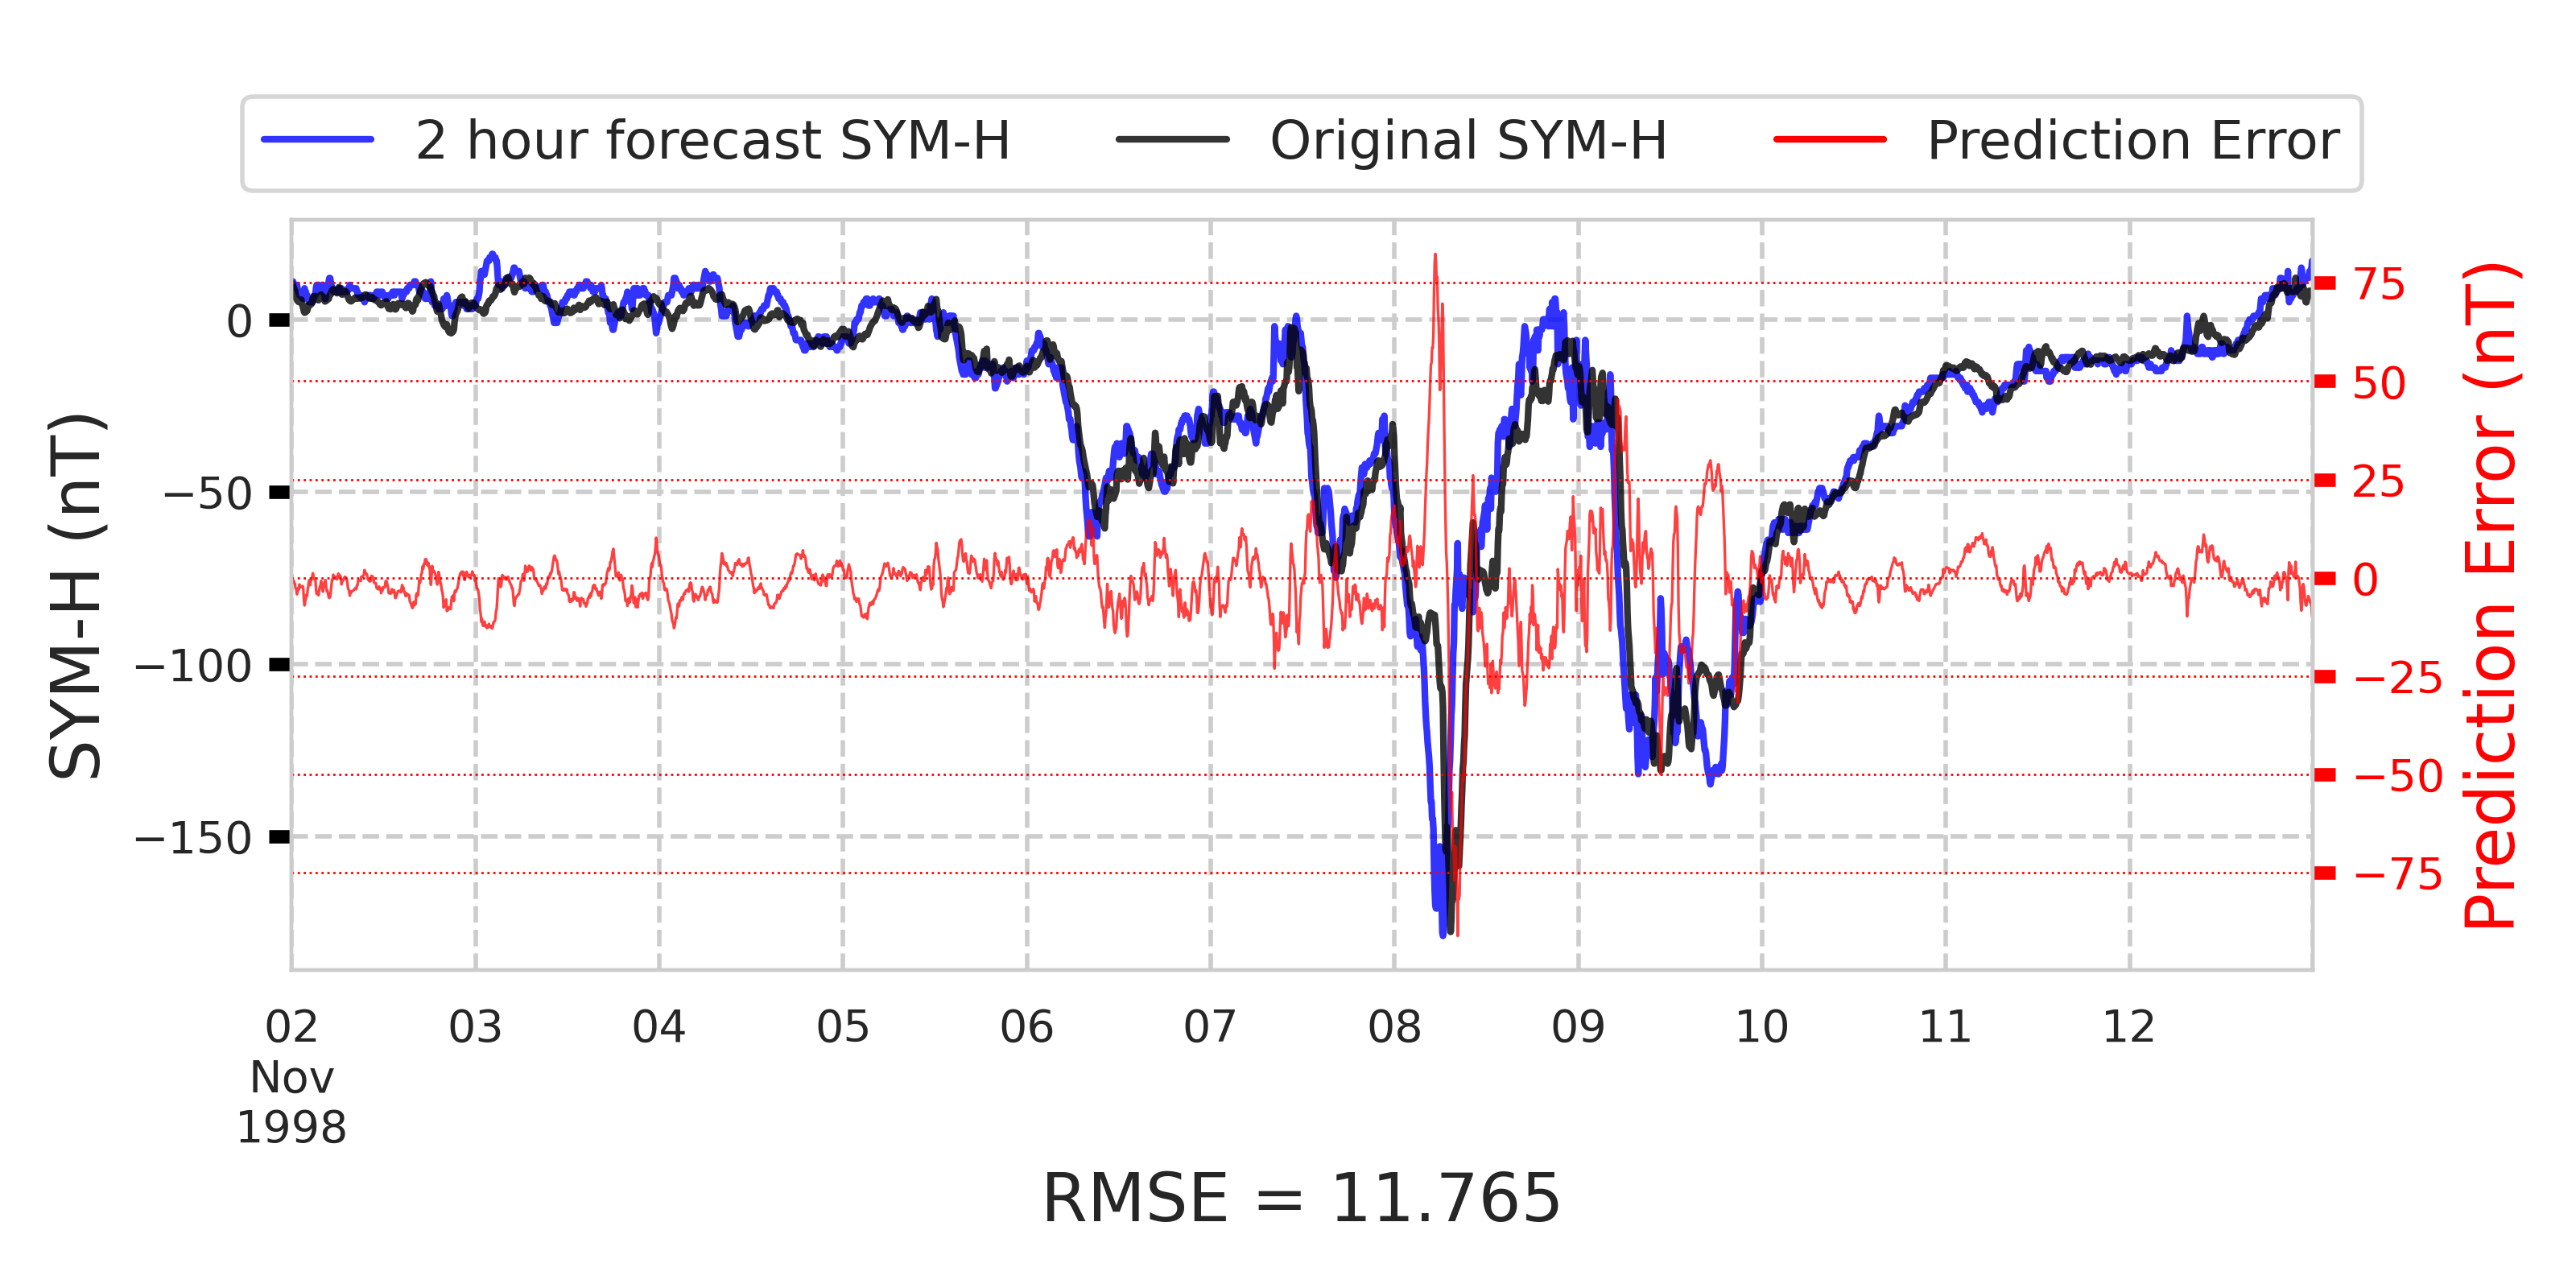 2 hour forecast SYM-H
Original SYM-H
Prediction Error
SYM-H (nT)
0
−50
−100
−150
75
50
25
0
−25
−50
−75
Prediction Error (nT)
02 03 04 05 06 07 08 09 10 11 12
Nov
1998
RMSE = 11.765